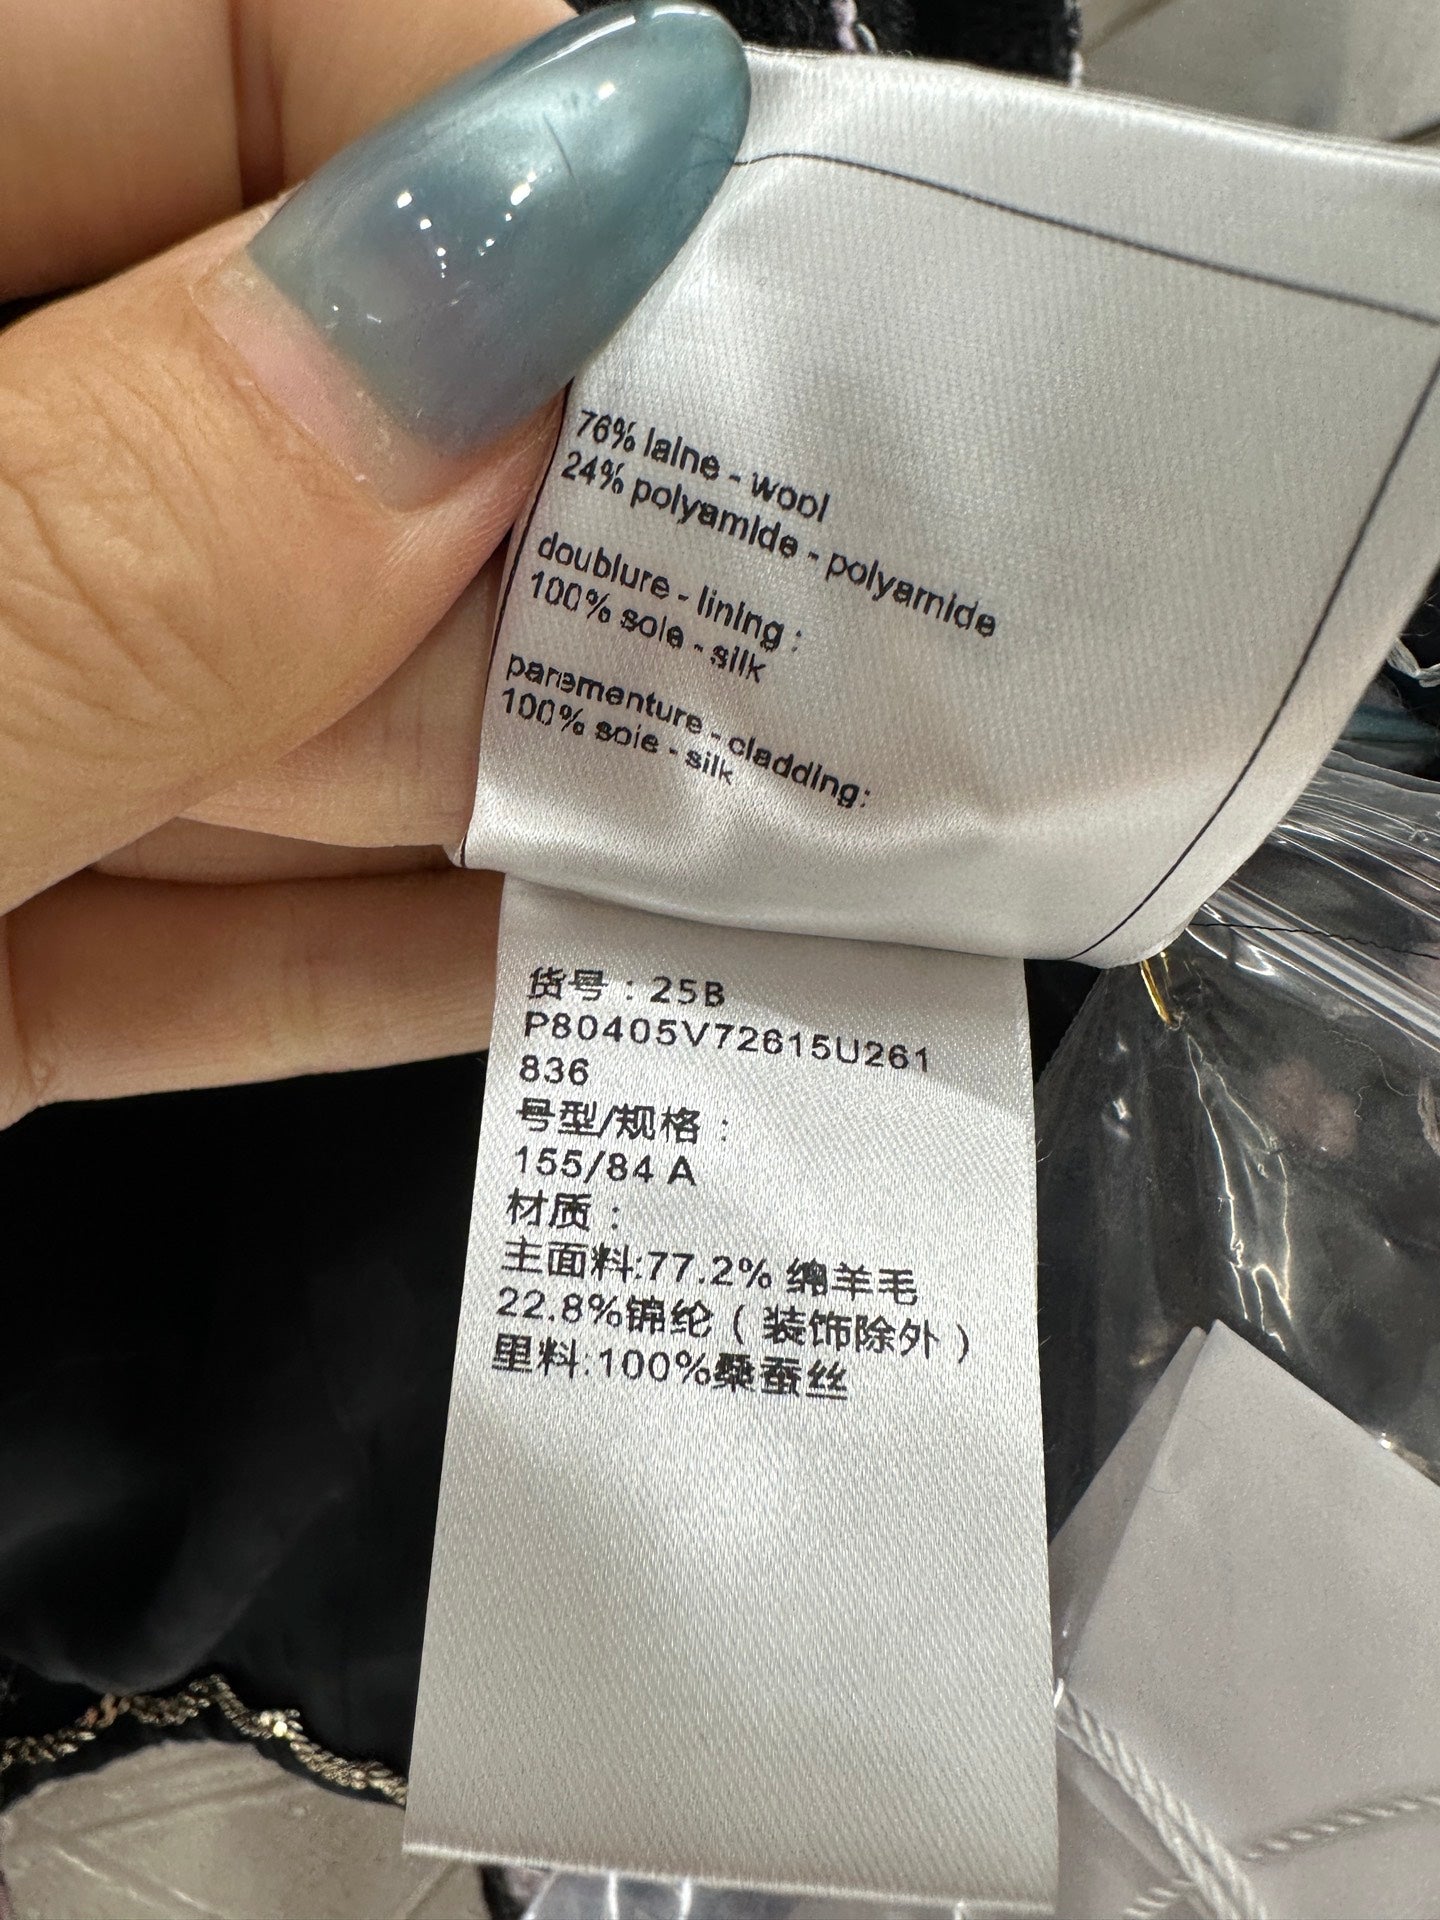 76% laine - wool
24% polyamide - polyamide
doublure - lining :
100% soie - silk
parementure - cladding:
100% soie - silk
货号：25B
P80405V72615U261
836
号型/规格：
155/84 A
材质：
主面料:77.2% 绵羊毛
22.8%锦纶（装饰除外）
里料:100%桑蚕丝